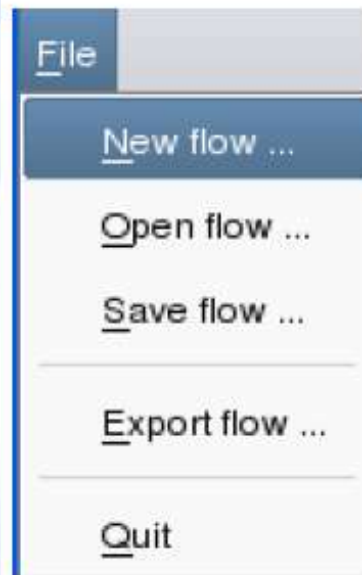 File
New flow ...
Open flow ...
Save flow ...
Export flow ...
Quit